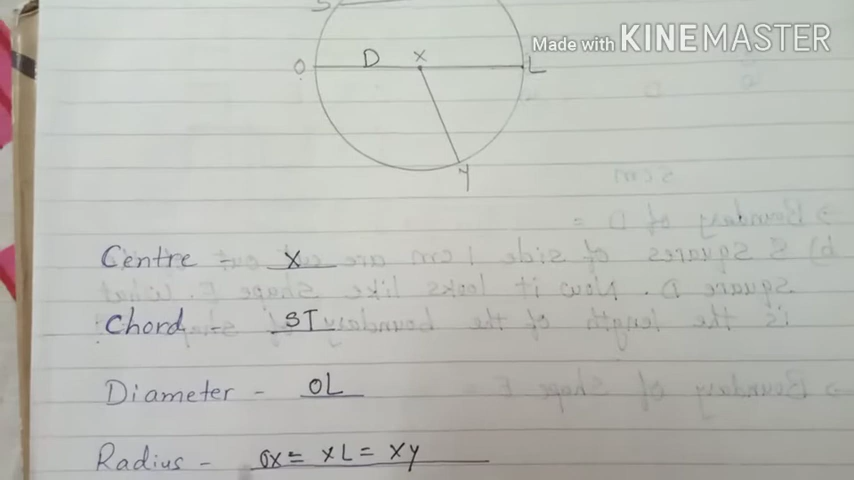 S
Made with KINEMASTER
O D X L
Y
Centre - X
Chord - ST
Diameter - OL
Radius - OX = XL = XY